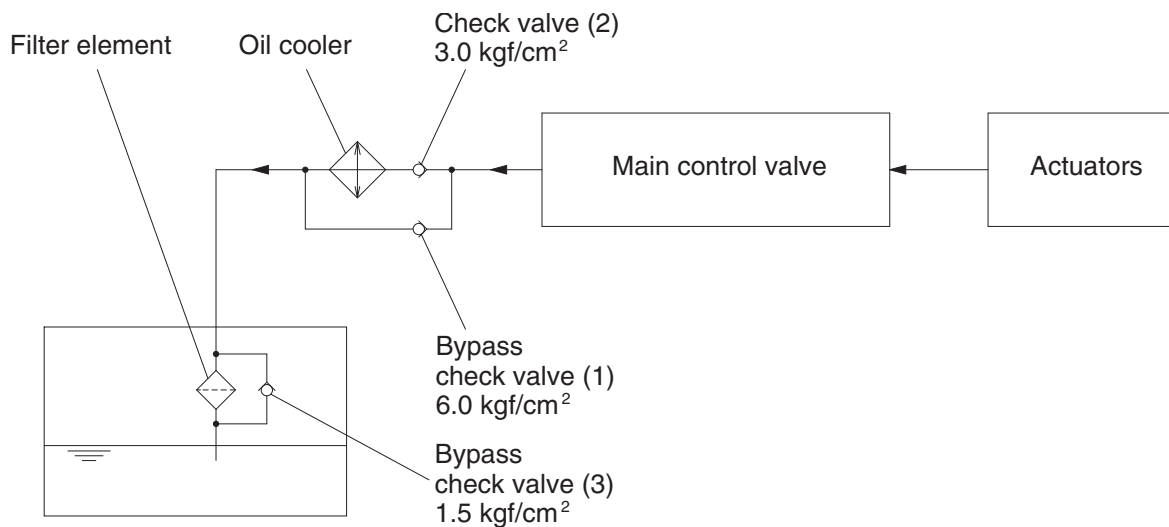 Check valve (2)
3.0 kgf/cm²
Filter element
Oil cooler
Main control valve
Actuators
Bypass
check valve (1)
6.0 kgf/cm²
Bypass
check valve (3)
1.5 kgf/cm²